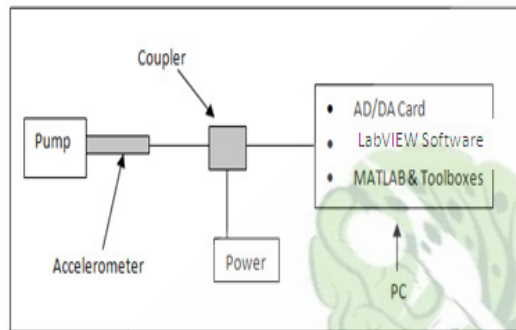 Coupler
Pump
• AD/DA Card
• LabVIEW Software
• MATLAB & Toolboxes
Accelerometer
Power
PC